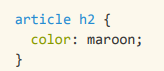 article h2 {
  color: maroon;
}